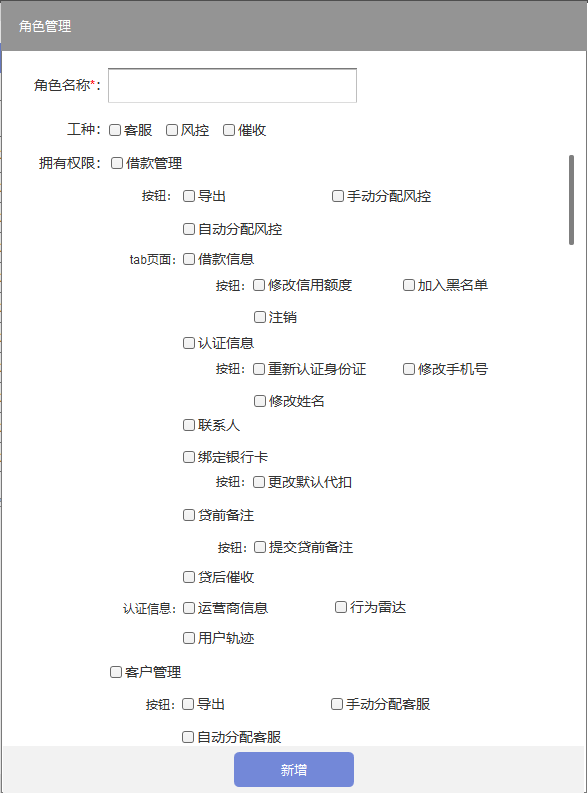 角色管理
角色名称*：
工种： 客服 风控 催收
拥有权限： 借款管理
按钮： 导出 手动分配风控
自动分配风控
tab页面： 借款信息
按钮： 修改信用额度 加入黑名单
注销
认证信息
按钮： 重新认证身份证 修改手机号
修改姓名
联系人
绑定银行卡
按钮： 更改默认代扣
贷前备注
按钮： 提交贷前备注
贷后催收
认证信息： 运营商信息 行为雷达
用户轨迹
客户管理
按钮： 导出 手动分配客服
自动分配客服
新增